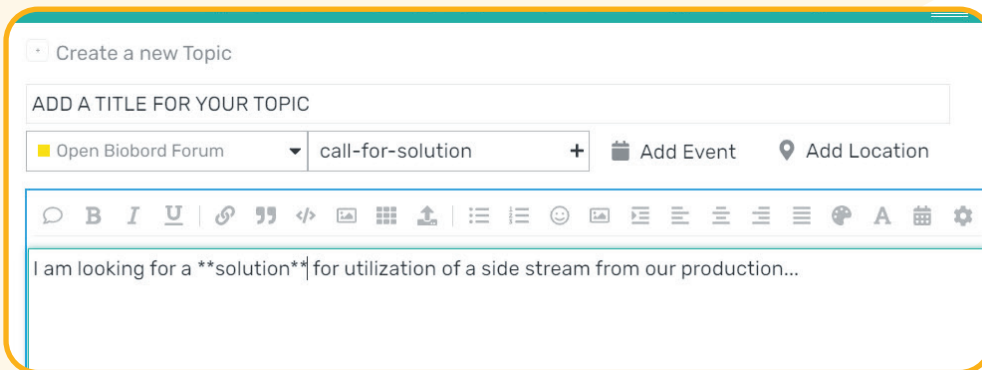 Create a new Topic
ADD A TITLE FOR YOUR TOPIC
Open Biobord Forum call-for-solution + Add Event Add Location
B I U </> A
I am looking for a **solution** for utilization of a side stream from our production...